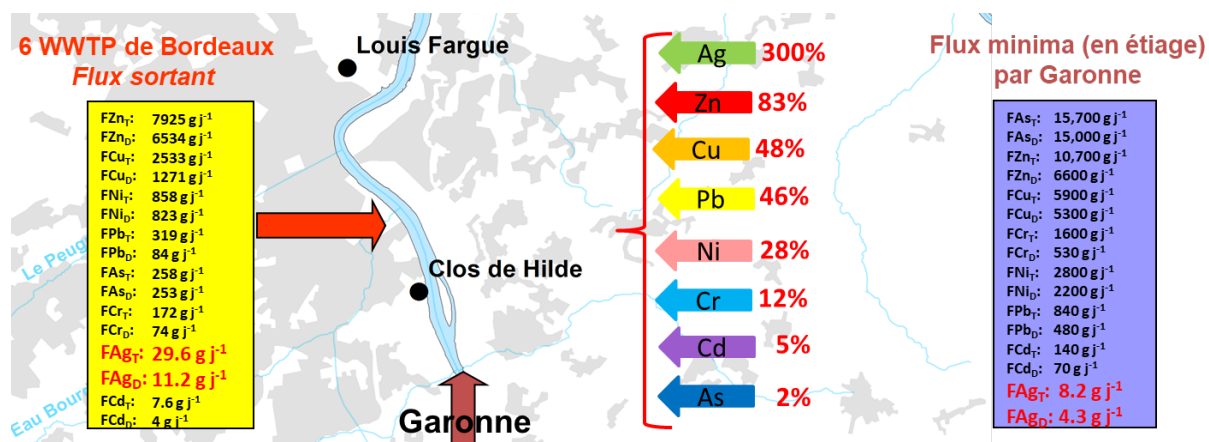 6 WWTP de Bordeaux
Flux sortant
FZnT: 7925 g j-1
FZnD: 6534 g j-1
FCuT: 2533 g j-1
FCuD: 1271 g j-1
FNiT: 858 g j-1
FNiD: 823 g j-1
FPbT: 319 g j-1
FPbD: 84 g j-1
FAsT: 258 g j-1
FAsD: 253 g j-1
FCrT: 172 g j-1
FCrD: 74 g j-1
FAgT: 29.6 g j-1
FAgD: 11.2 g j-1
FCdT: 7.6 g j-1
FCdD: 4 g j-1
Le Peug
Eau Bour
Louis Fargue
Clos de Hilde
Garonne
Ag 300%
Zn 83%
Cu 48%
Pb 46%
Ni 28%
Cr 12%
Cd 5%
As 2%
Flux minima (en étiage)
par Garonne
FAsT: 15,700 g j-1
FAsD: 15,000 g j-1
FZnT: 10,700 g j-1
FZnD: 6600 g j-1
FCuT: 5900 g j-1
FCuD: 5300 g j-1
FCrT: 1600 g j-1
FCrD: 530 g j-1
FNiT: 2800 g j-1
FNiD: 2200 g j-1
FPbT: 840 g j-1
FPbD: 480 g j-1
FCdT: 140 g j-1
FCdD: 70 g j-1
FAgT: 8.2 g j-1
FAgD: 4.3 g j-1